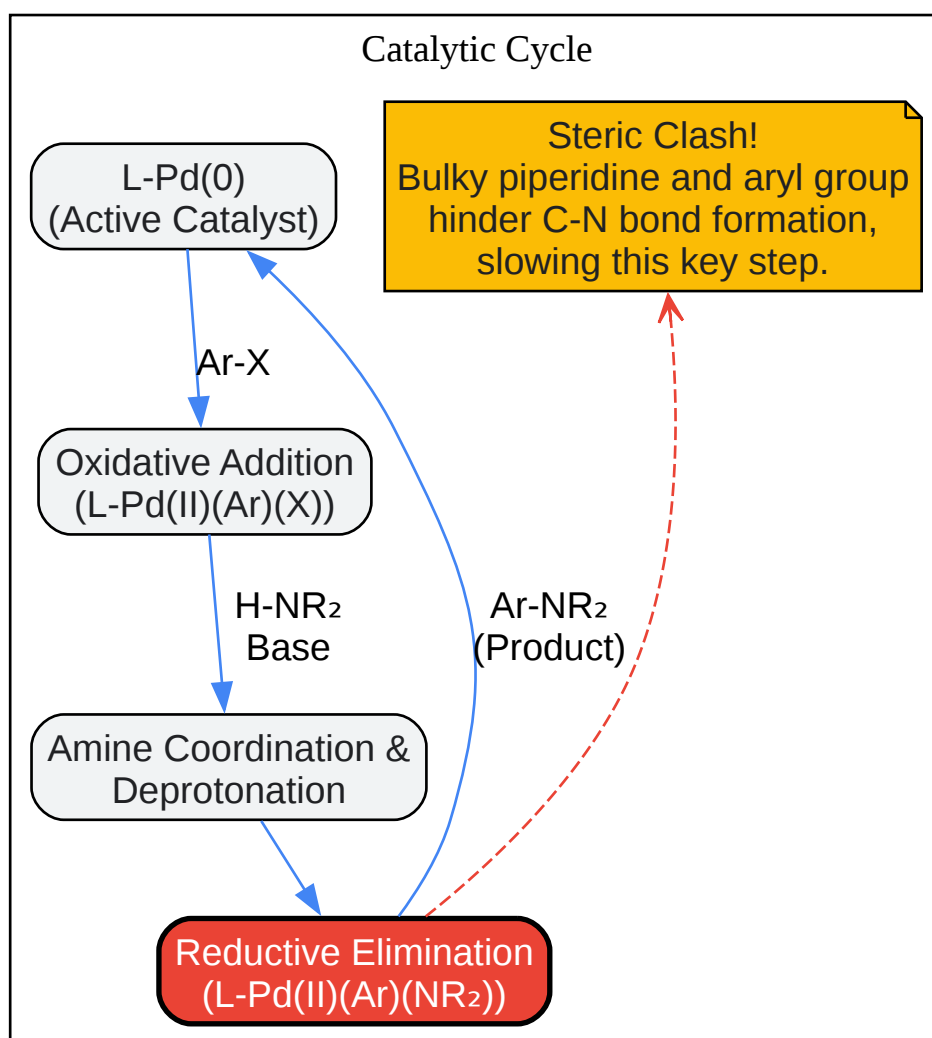 Catalytic Cycle
L-Pd(0)
(Active Catalyst)
Steric Clash!
Bulky piperidine and aryl group
hinder C-N bond formation,
slowing this key step.
Ar-X
Oxidative Addition
(L-Pd(II)(Ar)(X))
H-NR₂
Base
Ar-NR₂
(Product)
Amine Coordination &
Deprotonation
Reductive Elimination
(L-Pd(II)(Ar)(NR₂))